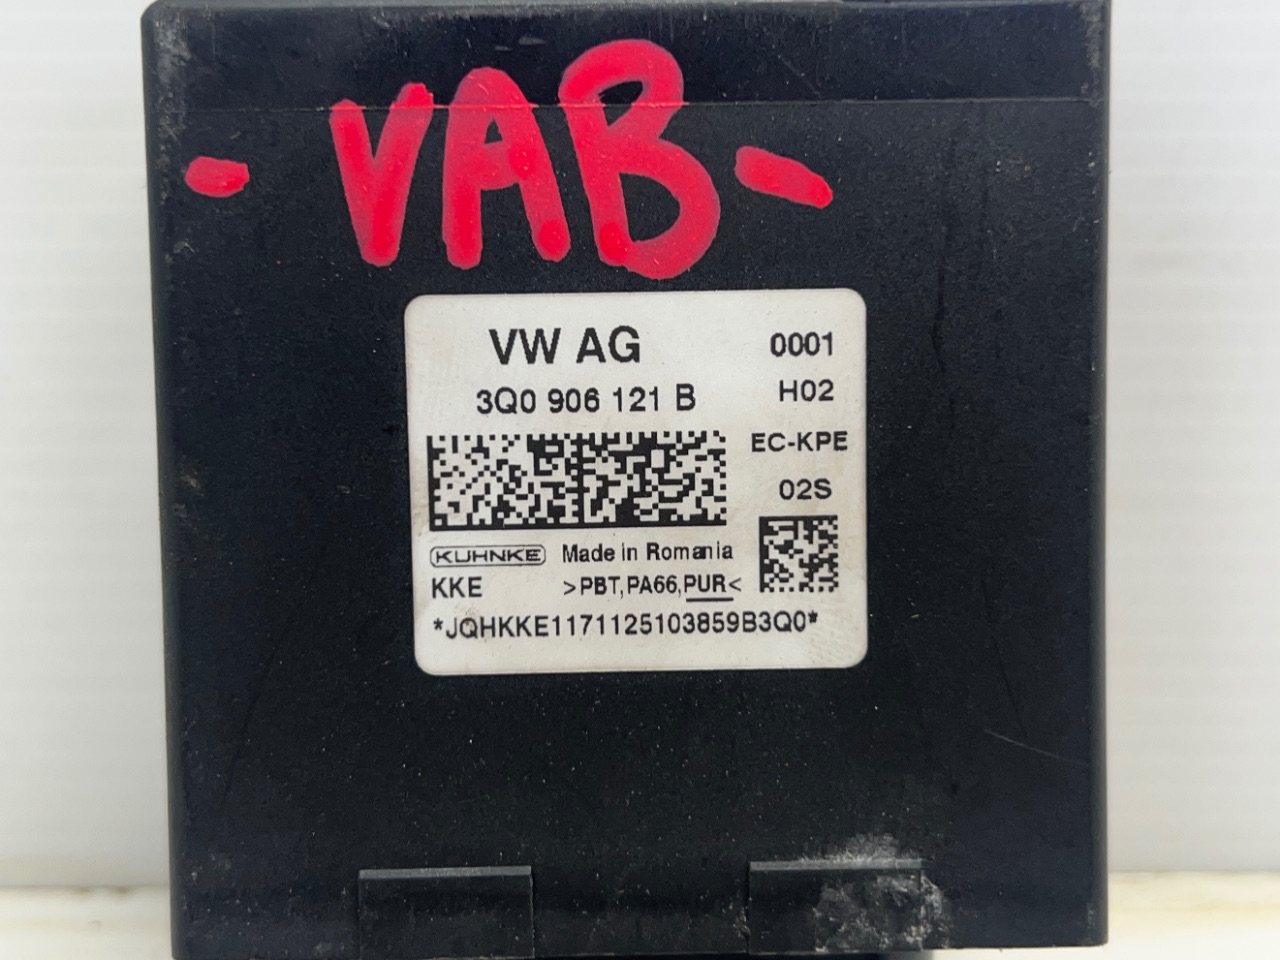 - VAB -
VW AG 0001
3Q0 906 121 B H02
EC-KPE
02S
KUHNKE Made in Romania
KKE >PBT,PA66,PUR<
*JQHKKE1171125103859B3Q0*